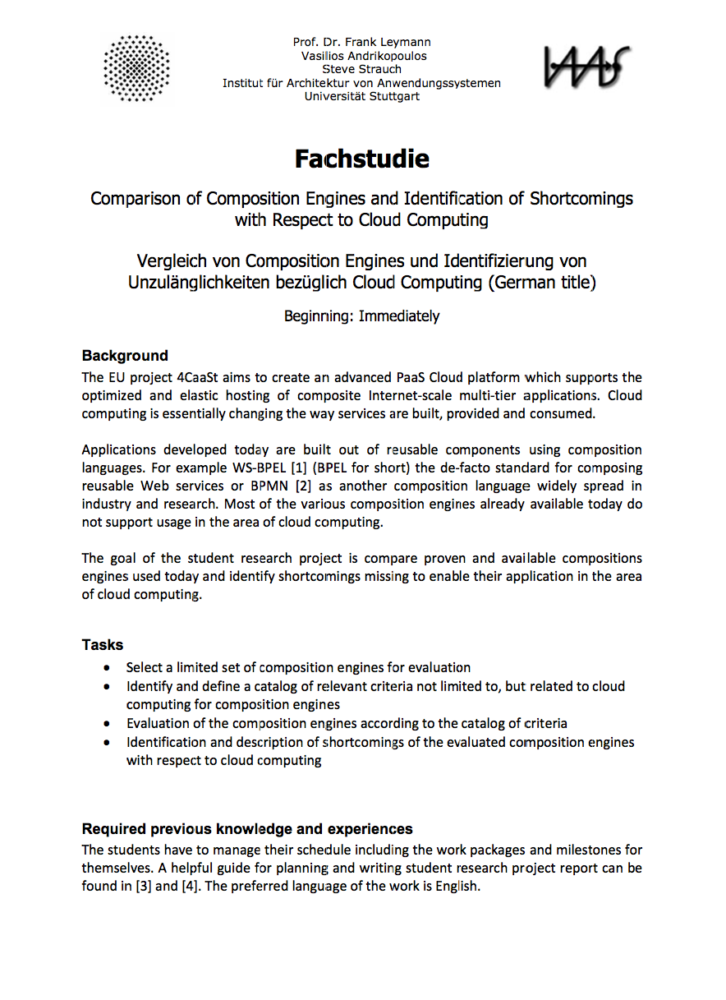 Prof. Dr. Frank Leymann
Vasilios Andrikopoulos
Steve Strauch
Institut für Architektur von Anwendungssystemen
Universität Stuttgart
IAAS
Fachstudie
Comparison of Composition Engines and Identification of Shortcomings
with Respect to Cloud Computing
Vergleich von Composition Engines und Identifizierung von
Unzulänglichkeiten bezüglich Cloud Computing (German title)
Beginning: Immediately
Background
The EU project 4CaaSt aims to create an advanced PaaS Cloud platform which supports the
optimized and elastic hosting of composite Internet-scale multi-tier applications. Cloud
computing is essentially changing the way services are built, provided and consumed.
Applications developed today are built out of reusable components using composition
languages. For example WS-BPEL [1] (BPEL for short) the de-facto standard for composing
reusable Web services or BPMN [2] as another composition language widely spread in
industry and research. Most of the various composition engines already available today do
not support usage in the area of cloud computing.
The goal of the student research project is compare proven and available compositions
engines used today and identify shortcomings missing to enable their application in the area
of cloud computing.
Tasks
• Select a limited set of composition engines for evaluation
• Identify and define a catalog of relevant criteria not limited to, but related to cloud
computing for composition engines
• Evaluation of the composition engines according to the catalog of criteria
• Identification and description of shortcomings of the evaluated composition engines
with respect to cloud computing
Required previous knowledge and experiences
The students have to manage their schedule including the work packages and milestones for
themselves. A helpful guide for planning and writing student research project report can be
found in [3] and [4]. The preferred language of the work is English.